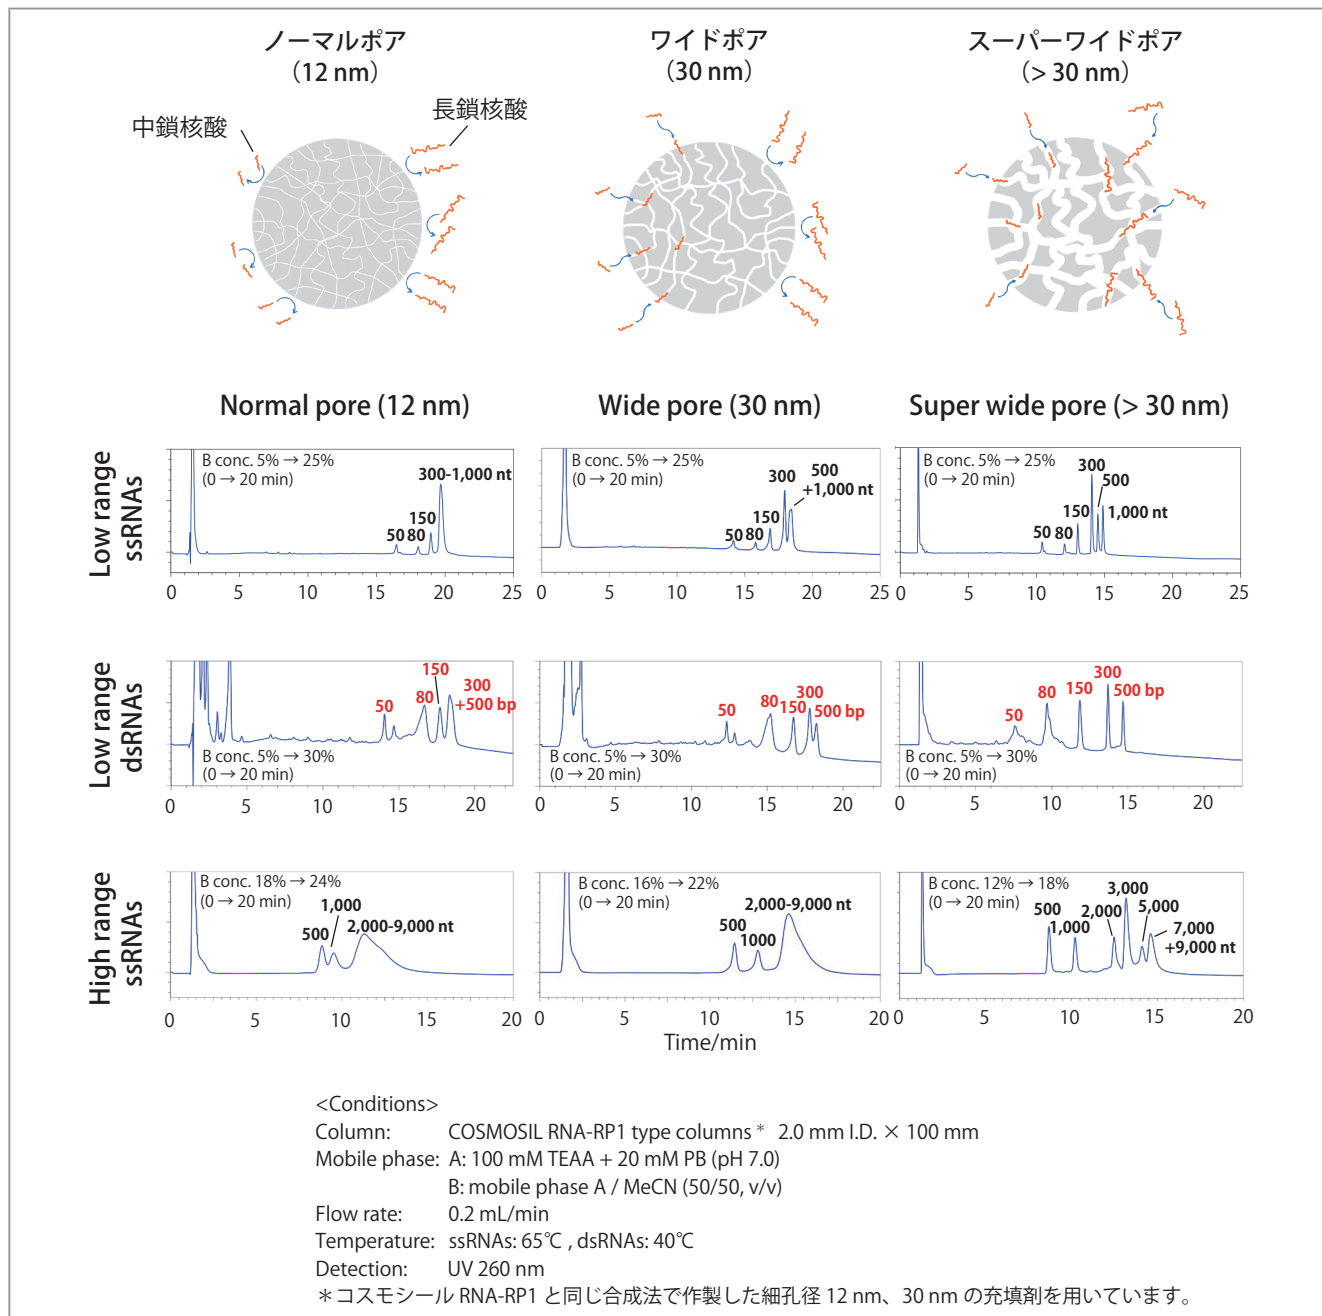 ノーマルポア
（12 nm）
ワイドポア
（30 nm）
スーパーワイドポア
（> 30 nm）
中鎖核酸
長鎖核酸
Normal pore (12 nm)
Wide pore (30 nm)
Super wide pore (> 30 nm)
Low range
ssRNAs
B conc. 5% → 25%
(0 → 20 min)
50
80
150
300-1,000 nt
0 5 10 15 20 25
B conc. 5% → 25%
(0 → 20 min)
50
80
150
300
500
+1,000 nt
0 5 10 15 20 25
B conc. 5% → 25%
(0 → 20 min)
50
80
150
300
500
1,000 nt
0 5 10 15 20 25
Low range
dsRNAs
50
80
150
300
+500 bp
B conc. 5% → 30%
(0 → 20 min)
0 5 10 15 20
50
80
150
300
500 bp
B conc. 5% → 30%
(0 → 20 min)
0 5 10 15 20
50
80
150
300
500 bp
B conc. 5% → 30%
(0 → 20 min)
0 5 10 15 20
High range
ssRNAs
B conc. 18% → 24%
(0 → 20 min)
500
1,000
2,000-9,000 nt
0 5 10 15 20
B conc. 16% → 22%
(0 → 20 min)
500
1000
2,000-9,000 nt
0 5 10 15 20
B conc. 12% → 18%
(0 → 20 min)
500
1,000
2,000
3,000
5,000
7,000
+9,000 nt
0 5 10 15 20
Time/min
<Conditions>
Column: COSMOSIL RNA-RP1 type columns＊ 2.0 mm I.D. × 100 mm
Mobile phase: A: 100 mM TEAA + 20 mM PB (pH 7.0)
B: mobile phase A / MeCN (50/50, v/v)
Flow rate: 0.2 mL/min
Temperature: ssRNAs: 65℃ , dsRNAs: 40℃
Detection: UV 260 nm
＊コスモシール RNA-RP1 と同じ合成法で作製した細孔径 12 nm、30 nm の充填剤を用いています。